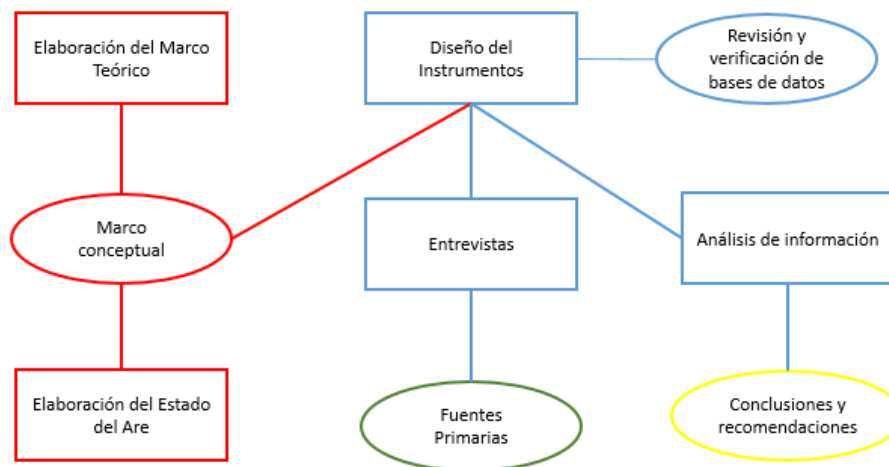 Elaboración del Marco
Teórico
Diseño del
Instrumentos
Revisión y
verificación de
bases de datos
Marco
conceptual
Entrevistas
Análisis de información
Elaboración del Estado
del Are
Fuentes
Primarias
Conclusiones y
recomendaciones